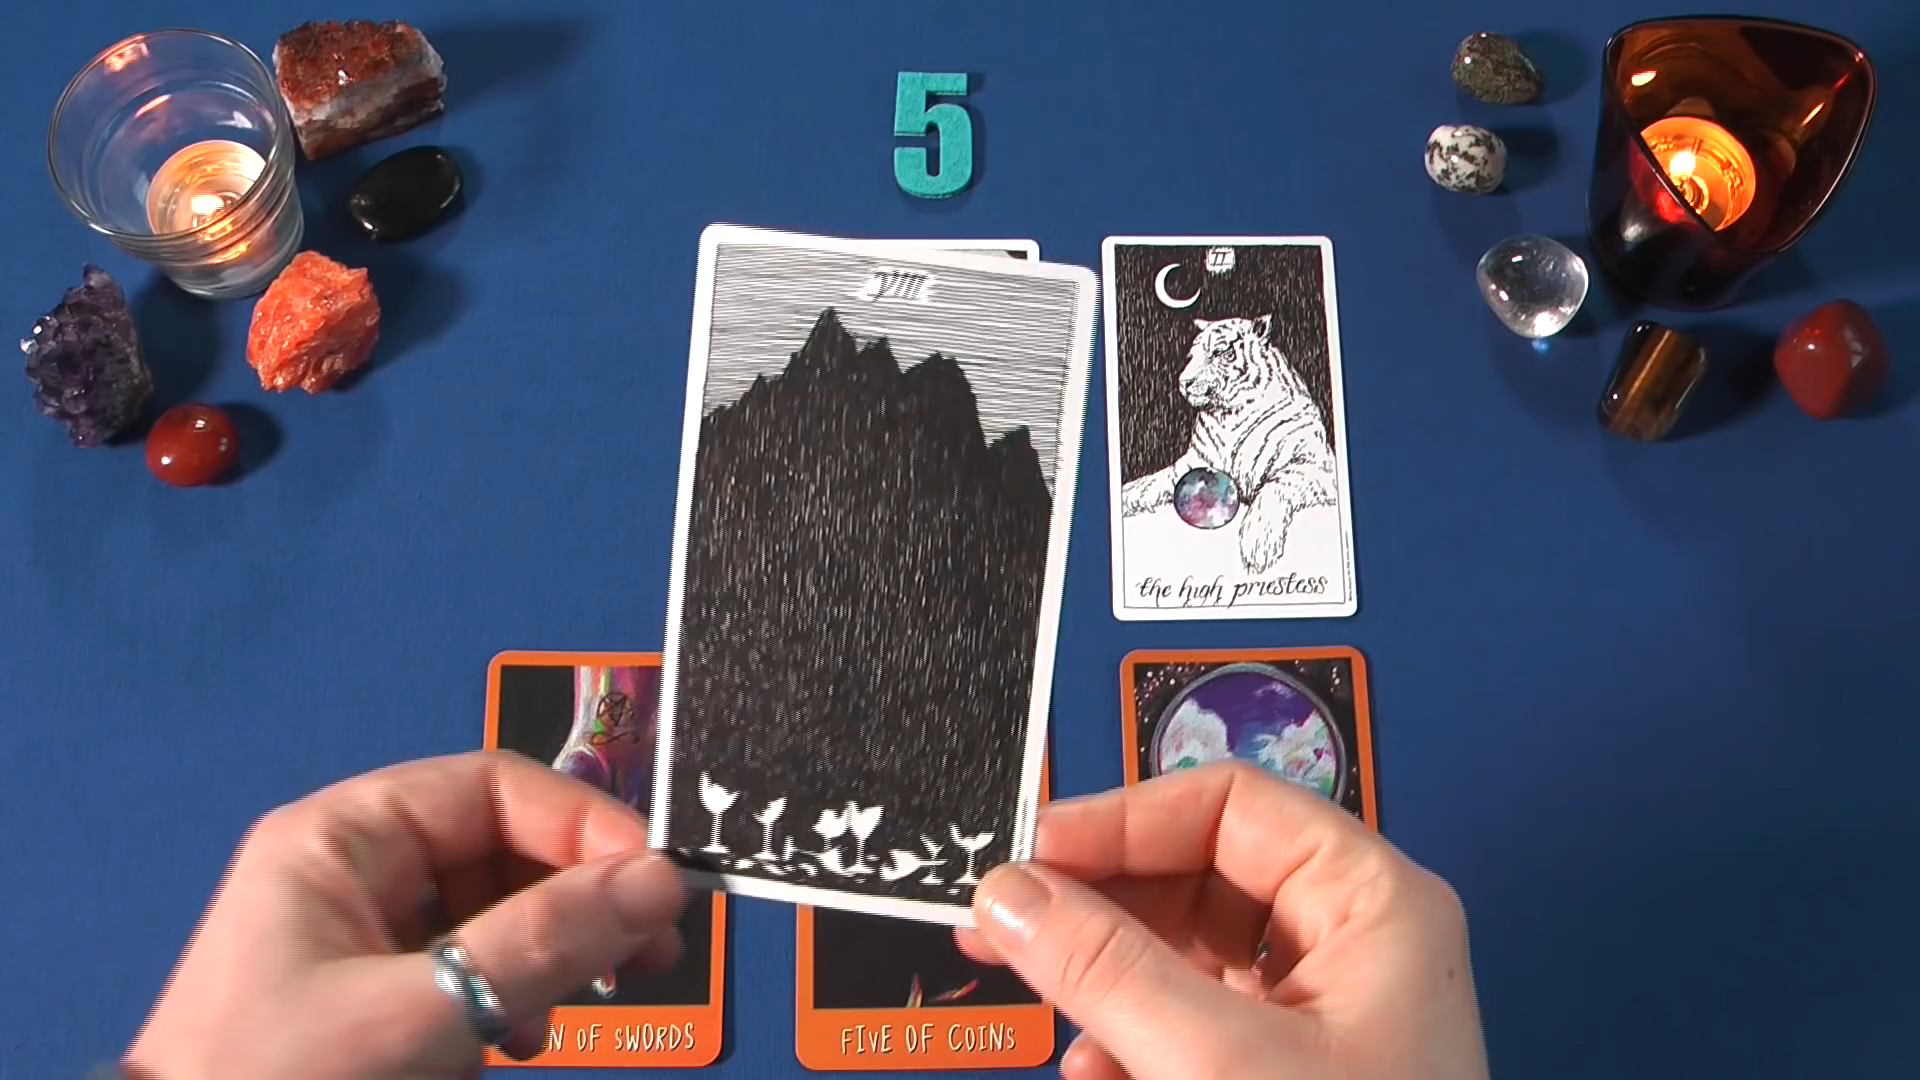 5
VIII
II
the high priestess
N OF SWORDS
FIVE OF COINS